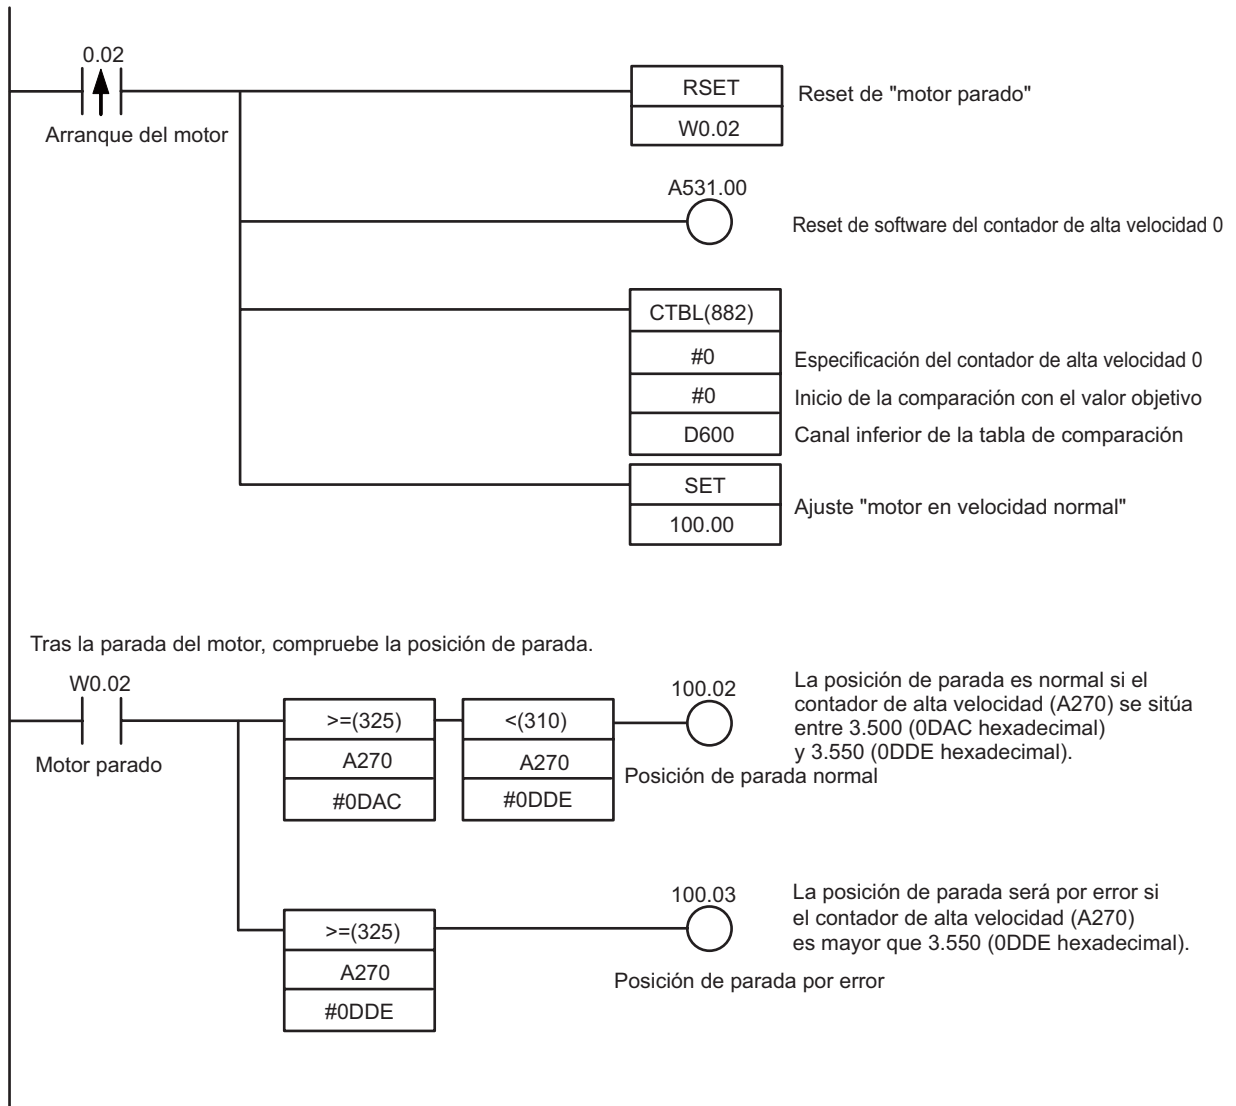 0.02
Arranque del motor
RSET
W0.02
Reset de "motor parado"
A531.00
Reset de software del contador de alta velocidad 0
CTBL(882)
#0
Especificación del contador de alta velocidad 0
#0
Inicio de la comparación con el valor objetivo
D600
Canal inferior de la tabla de comparación
SET
100.00
Ajuste "motor en velocidad normal"
Tras la parada del motor, compruebe la posición de parada.
W0.02
Motor parado
>=(325)
A270
#0DAC
<(310)
A270
#0DDE
100.02
Posición de parada normal
La posición de parada es normal si el
contador de alta velocidad (A270) se sitúa
entre 3.500 (0DAC hexadecimal)
y 3.550 (0DDE hexadecimal).
>=(325)
A270
#0DDE
100.03
Posición de parada por error
La posición de parada será por error si
el contador de alta velocidad (A270)
es mayor que 3.550 (0DDE hexadecimal).